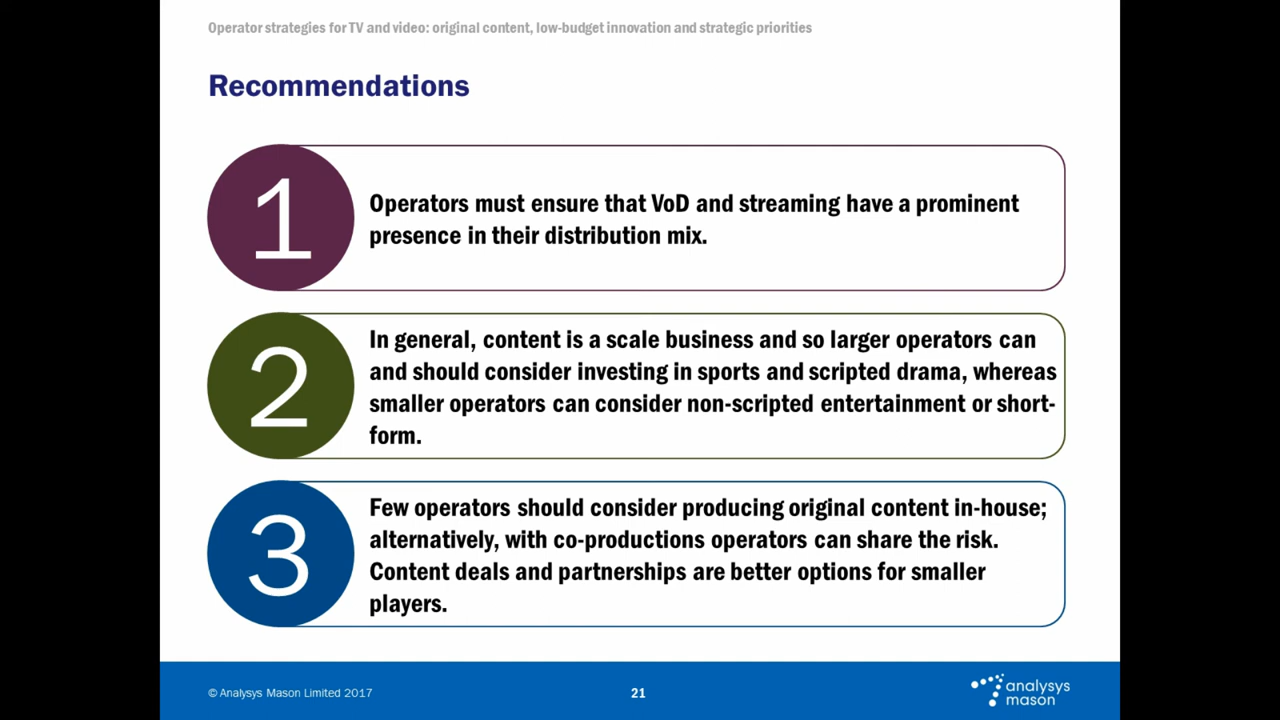 Operator strategies for TV and video: original content, low-budget innovation and strategic priorities
Recommendations
1
Operators must ensure that VoD and streaming have a prominent
presence in their distribution mix.
2
In general, content is a scale business and so larger operators can
and should consider investing in sports and scripted drama, whereas
smaller operators can consider non-scripted entertainment or short-
form.
3
Few operators should consider producing original content in-house;
alternatively, with co-productions operators can share the risk.
Content deals and partnerships are better options for smaller
players.
© Analysys Mason Limited 2017
21
analysys
mason